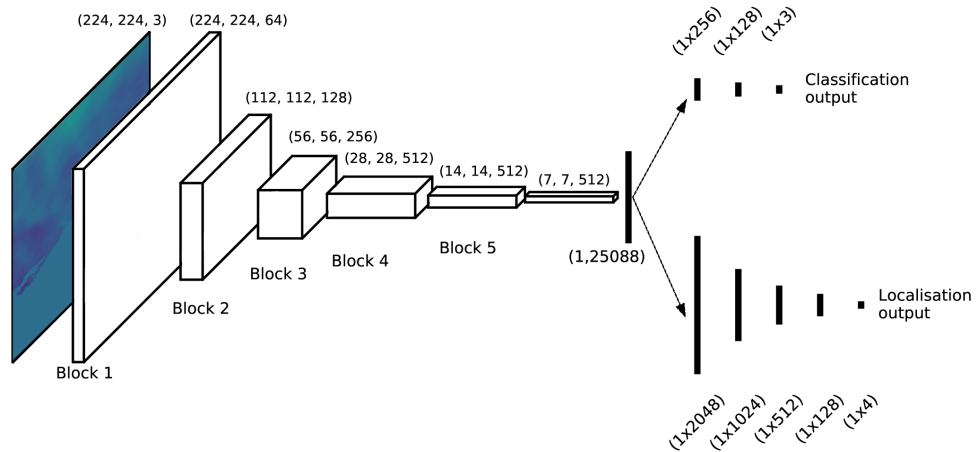 (224, 224, 3)
(224, 224, 64)
(112, 112, 128)
(56, 56, 256)
(28, 28, 512)
(14, 14, 512)
(7, 7, 512)
(1,25088)
Block 1
Block 2
Block 3
Block 4
Block 5
(1x256)
(1x128)
(1x3)
Classification
output
Localisation
output
(1x2048)
(1x1024)
(1x512)
(1x128)
(1x4)